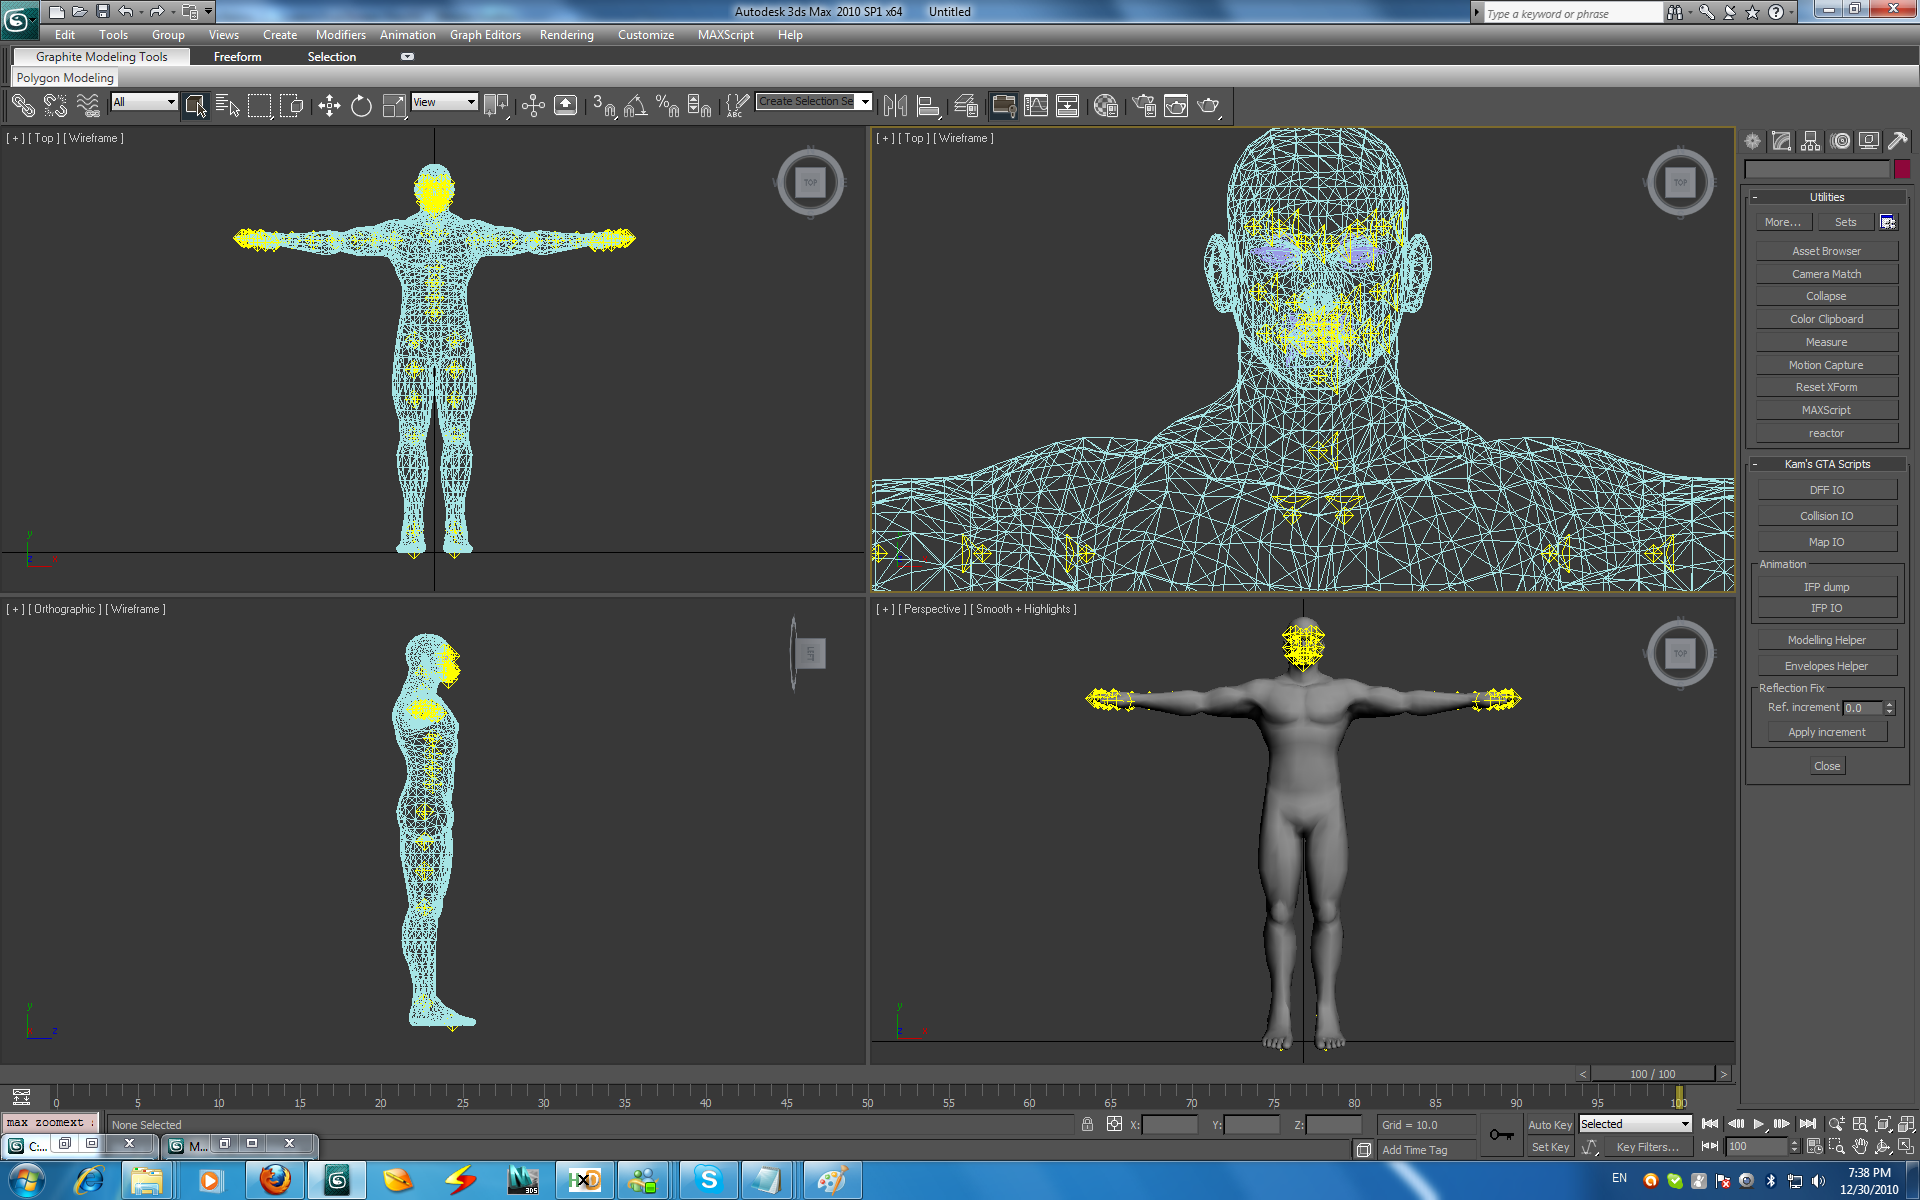 Autodesk 3ds Max 2010 SP1 x64 Untitled
Type a keyword or phrase
Edit Tools Group Views Create Modifiers Animation Graph Editors Rendering Customize MAXScript Help
Graphite Modeling Tools Freeform Selection
Polygon Modeling
All View 3 ABC Create Selection Se
[ + ] [ Top ] [ Wireframe ]
TOP
[ + ] [ Top ] [ Wireframe ]
TOP
[ + ] [ Orthographic ] [ Wireframe ]
LEFT
[ + ] [ Perspective ] [ Smooth + Highlights ]
TOP
Utilities
More... Sets
Asset Browser
Camera Match
Collapse
Color Clipboard
Measure
Motion Capture
Reset XForm
MAXScript
reactor
Kam's GTA Scripts
DFF IO
Collision IO
Map IO
Animation
IFP dump
IFP IO
Modelling Helper
Envelopes Helper
Reflection Fix
Ref. increment 0.0
Apply increment
Close
< 100 / 100 >
0 5 10 15 20 25 30 35 40 45 50 55 60 65 70 75 80 85 90 95 100
max zoomext None Selected X: Y: Z: Grid = 10.0 Auto Key Selected
C:... M... Add Time Tag Set Key Key Filters... 100
EN 7:38 PM
12/30/2010